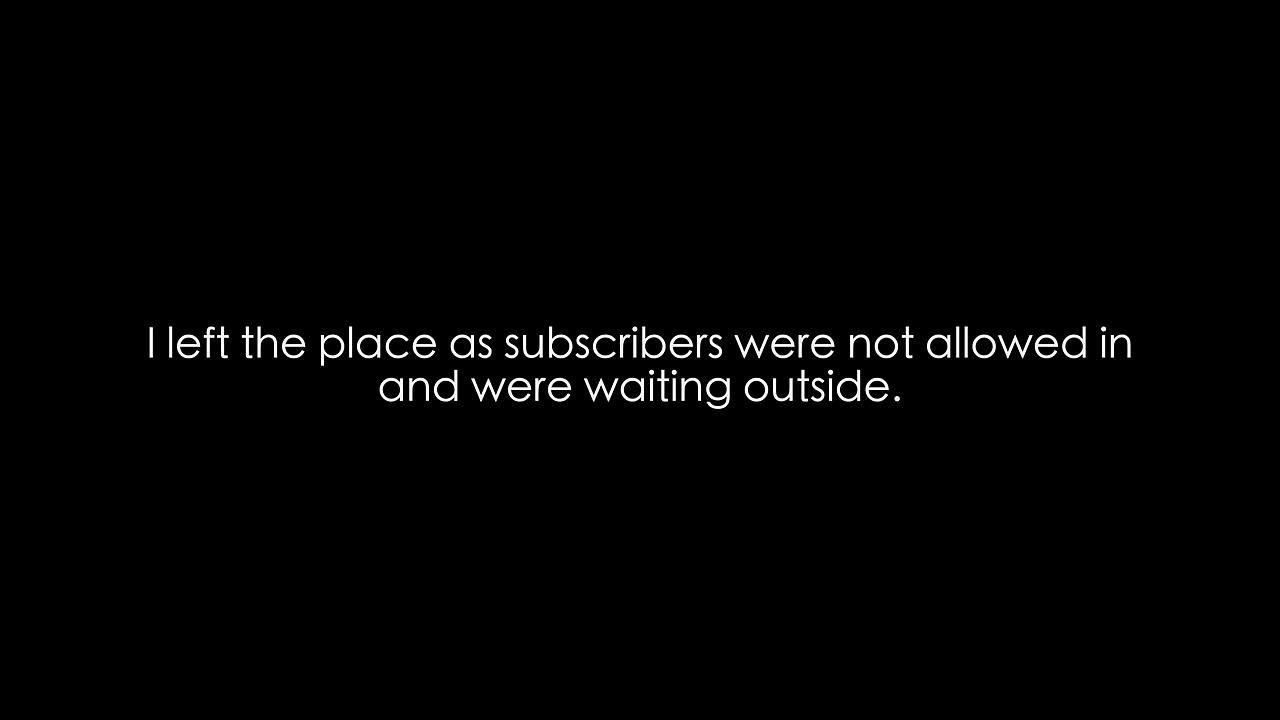 I left the place as subscribers were not allowed in
and were waiting outside.